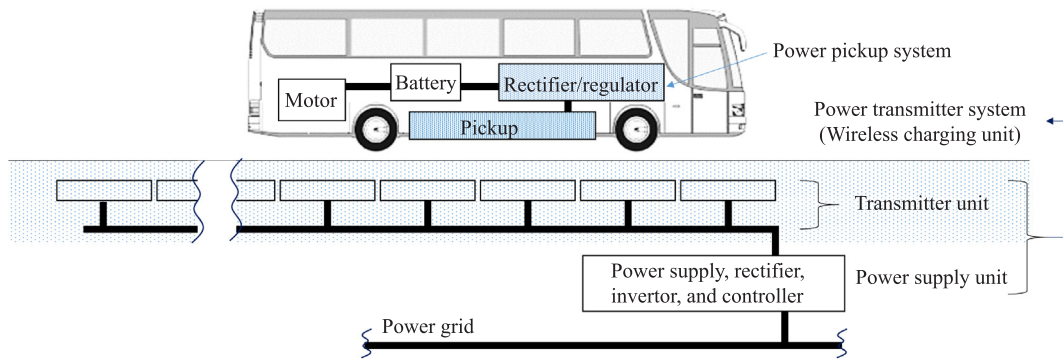 Power pickup system
Battery
Rectifier/regulator
Motor
Pickup
Power transmitter system
(Wireless charging unit)
Transmitter unit
Power supply, rectifier,
invertor, and controller
Power supply unit
Power grid